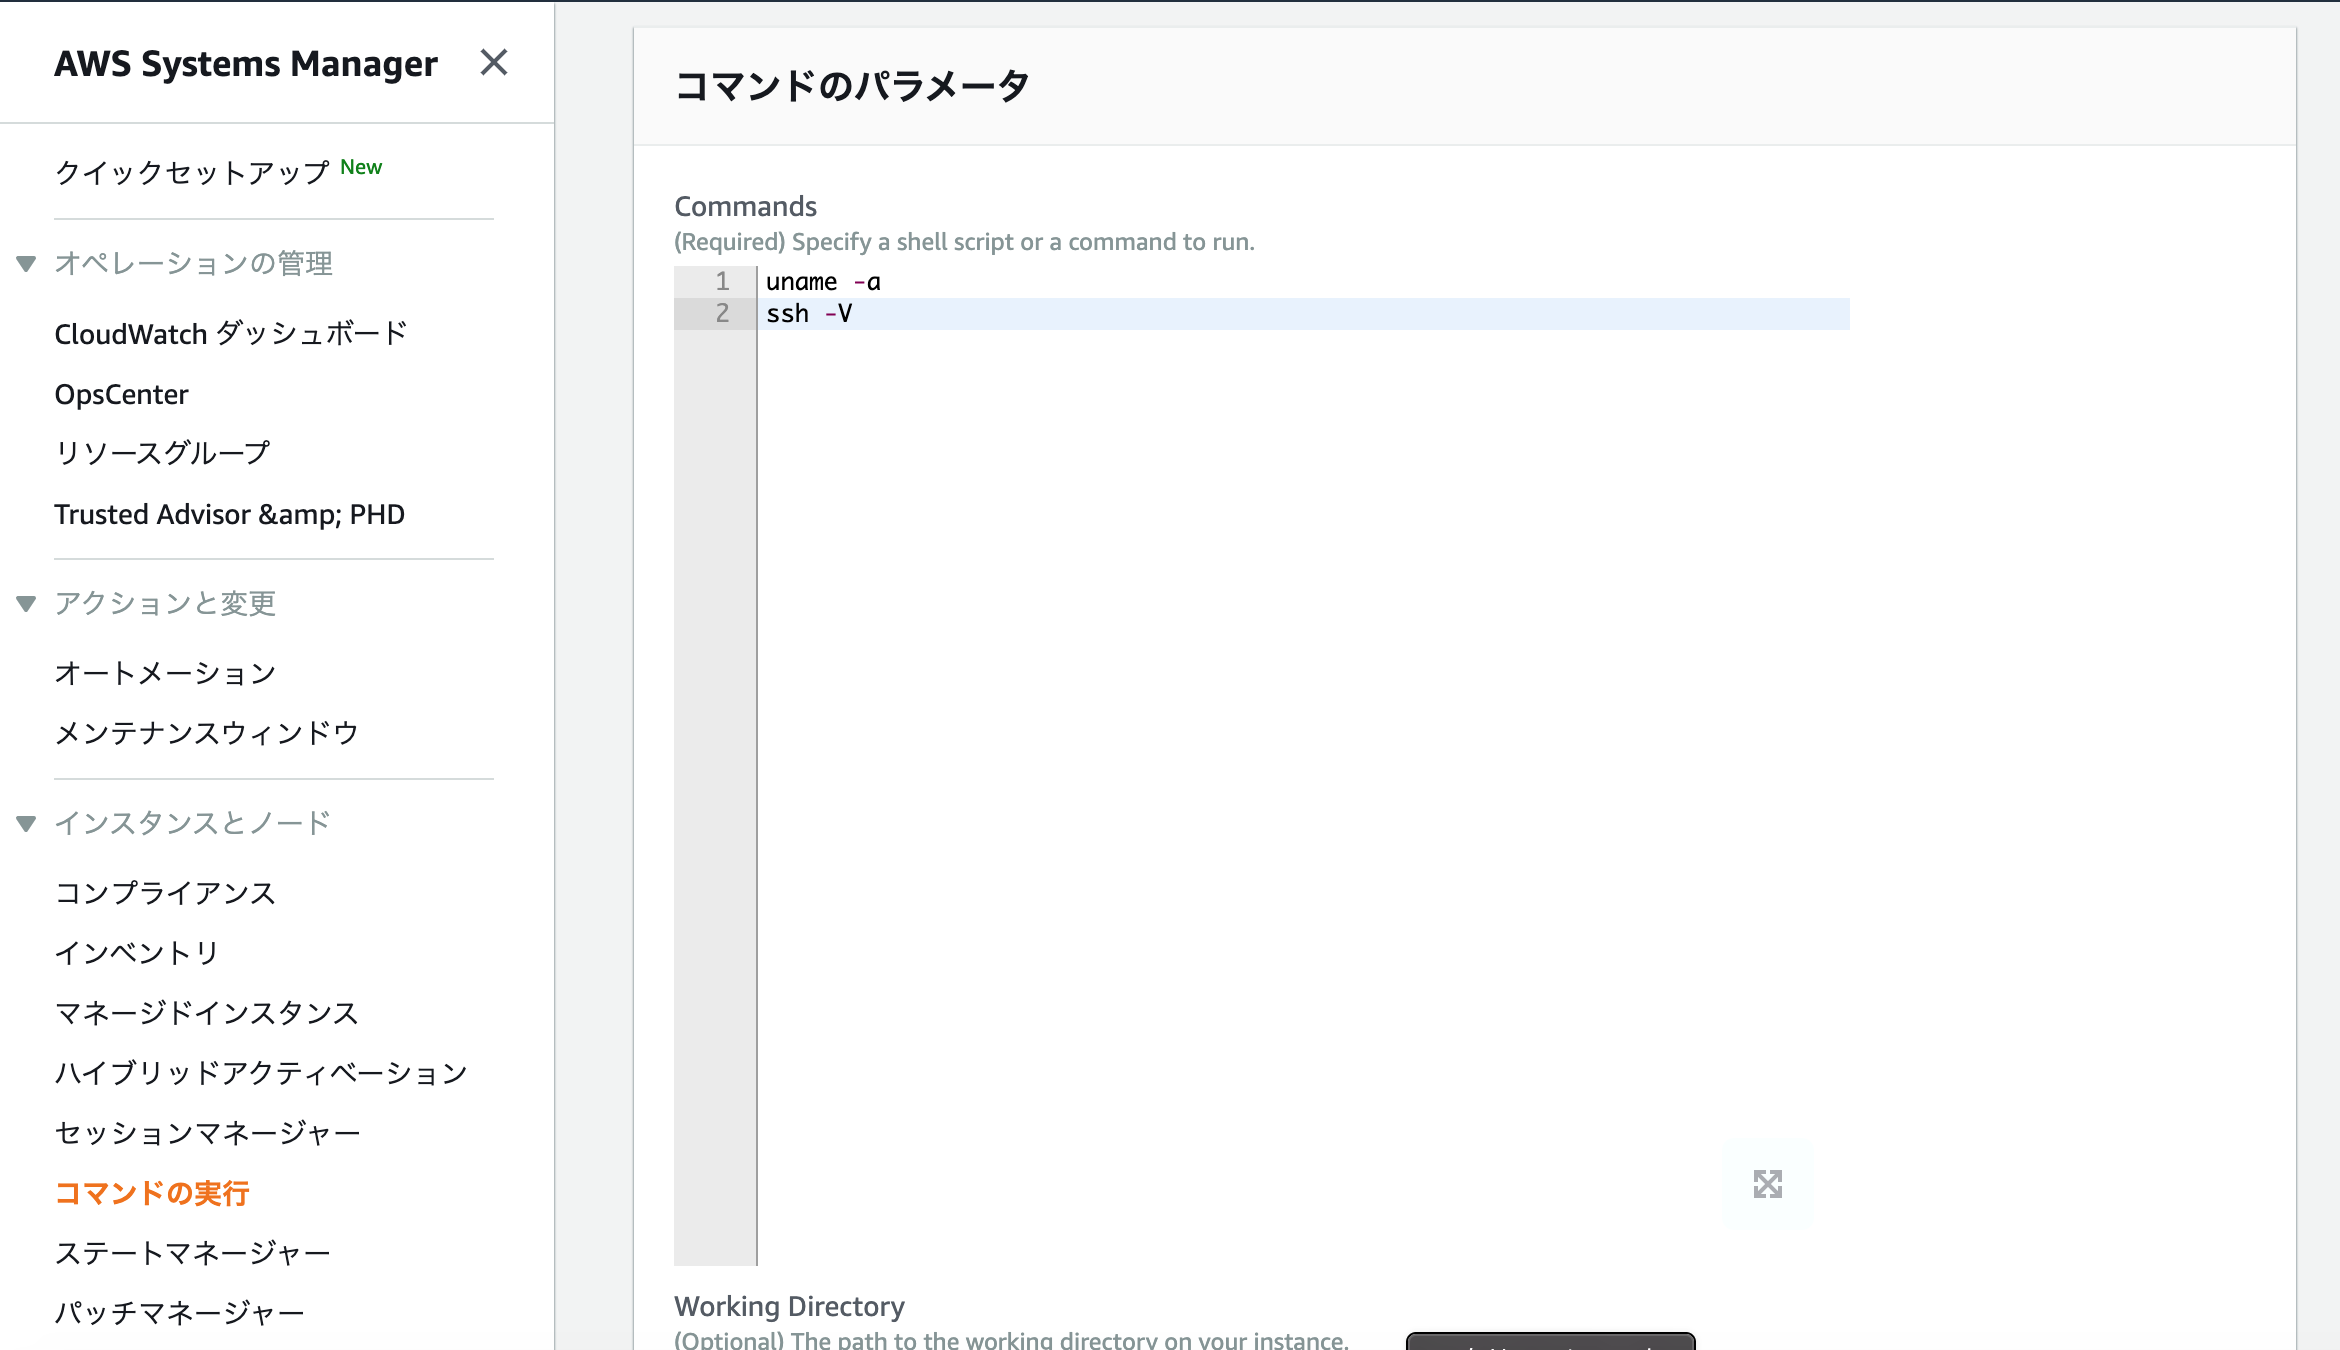 AWS Systems Manager
クイックセットアップ New
オペレーションの管理
CloudWatch ダッシュボード
OpsCenter
リソースグループ
Trusted Advisor &amp; PHD
アクションと変更
オートメーション
メンテナンスウィンドウ
インスタンスとノード
コンプライアンス
インベントリ
マネージドインスタンス
ハイブリッドアクティベーション
セッションマネージャー
コマンドの実行
ステートマネージャー
パッチマネージャー
コマンドのパラメータ
Commands
(Required) Specify a shell script or a command to run.
1 uname -a
2 ssh -V
Working Directory
(Optional) The path to the working directory on your instance.